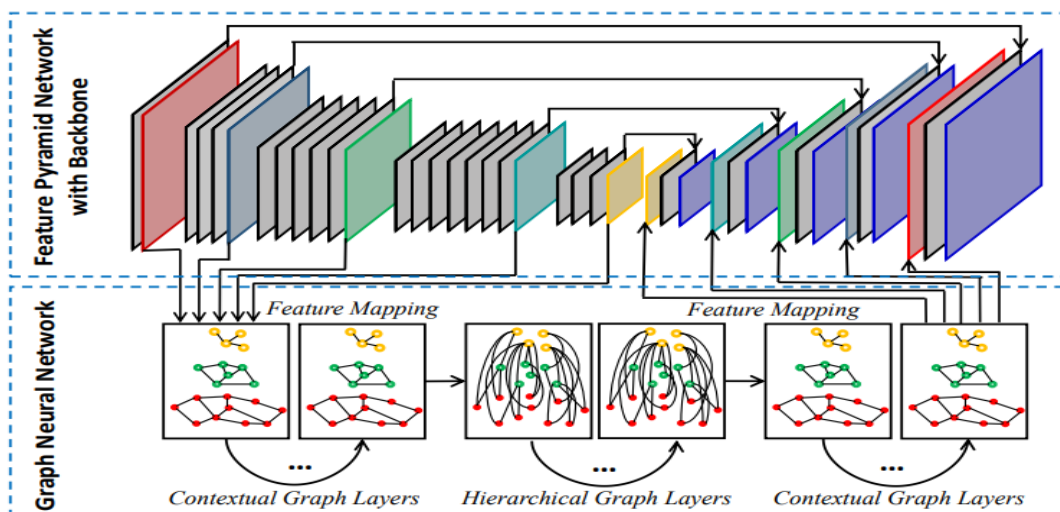 Feature Pyramid Network
with Backbone
Feature Mapping
Feature Mapping
Graph Neural Network
...
...
...
Contextual Graph Layers
Hierarchical Graph Layers
Contextual Graph Layers